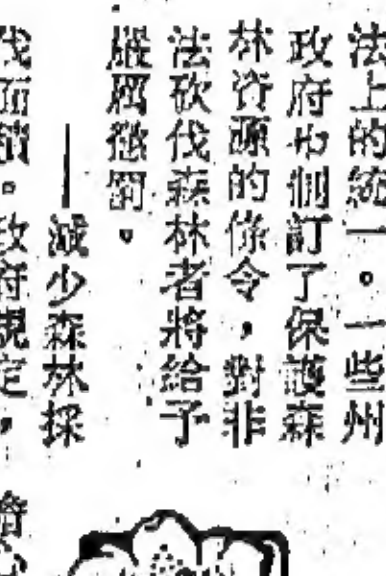 法上的統一。一些州
政府也制訂了保護森
林資源的條令，對非
法砍伐森林者將給予
嚴厲懲罰。
——減少森林採
伐面積。政府規定，